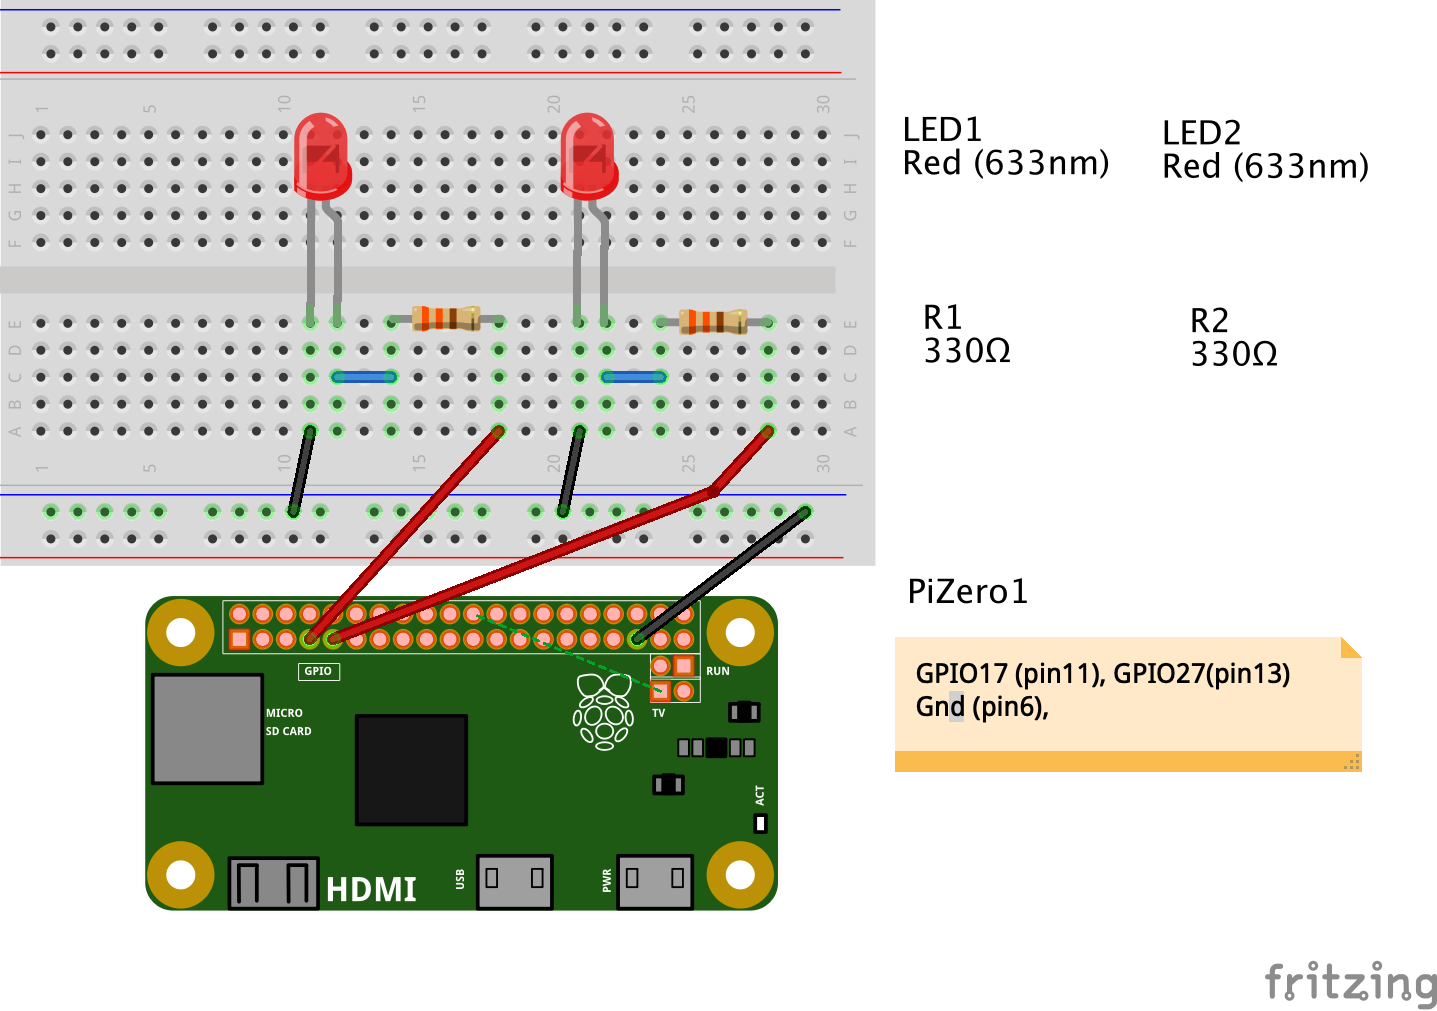 1 5 10 15 20 25 30
J J
I I
H H
G G
F F
E E
D D
C C
B B
A A
1 5 10 15 20 25 30
LED1
Red (633nm)
LED2
Red (633nm)
R1
330Ω
R2
330Ω
PiZero1
GPIO17 (pin11), GPIO27(pin13)
Gnd (pin6),
GPIO
RUN
TV
MICRO
SD CARD
ACT
HDMI
USB
PWR
fritzing